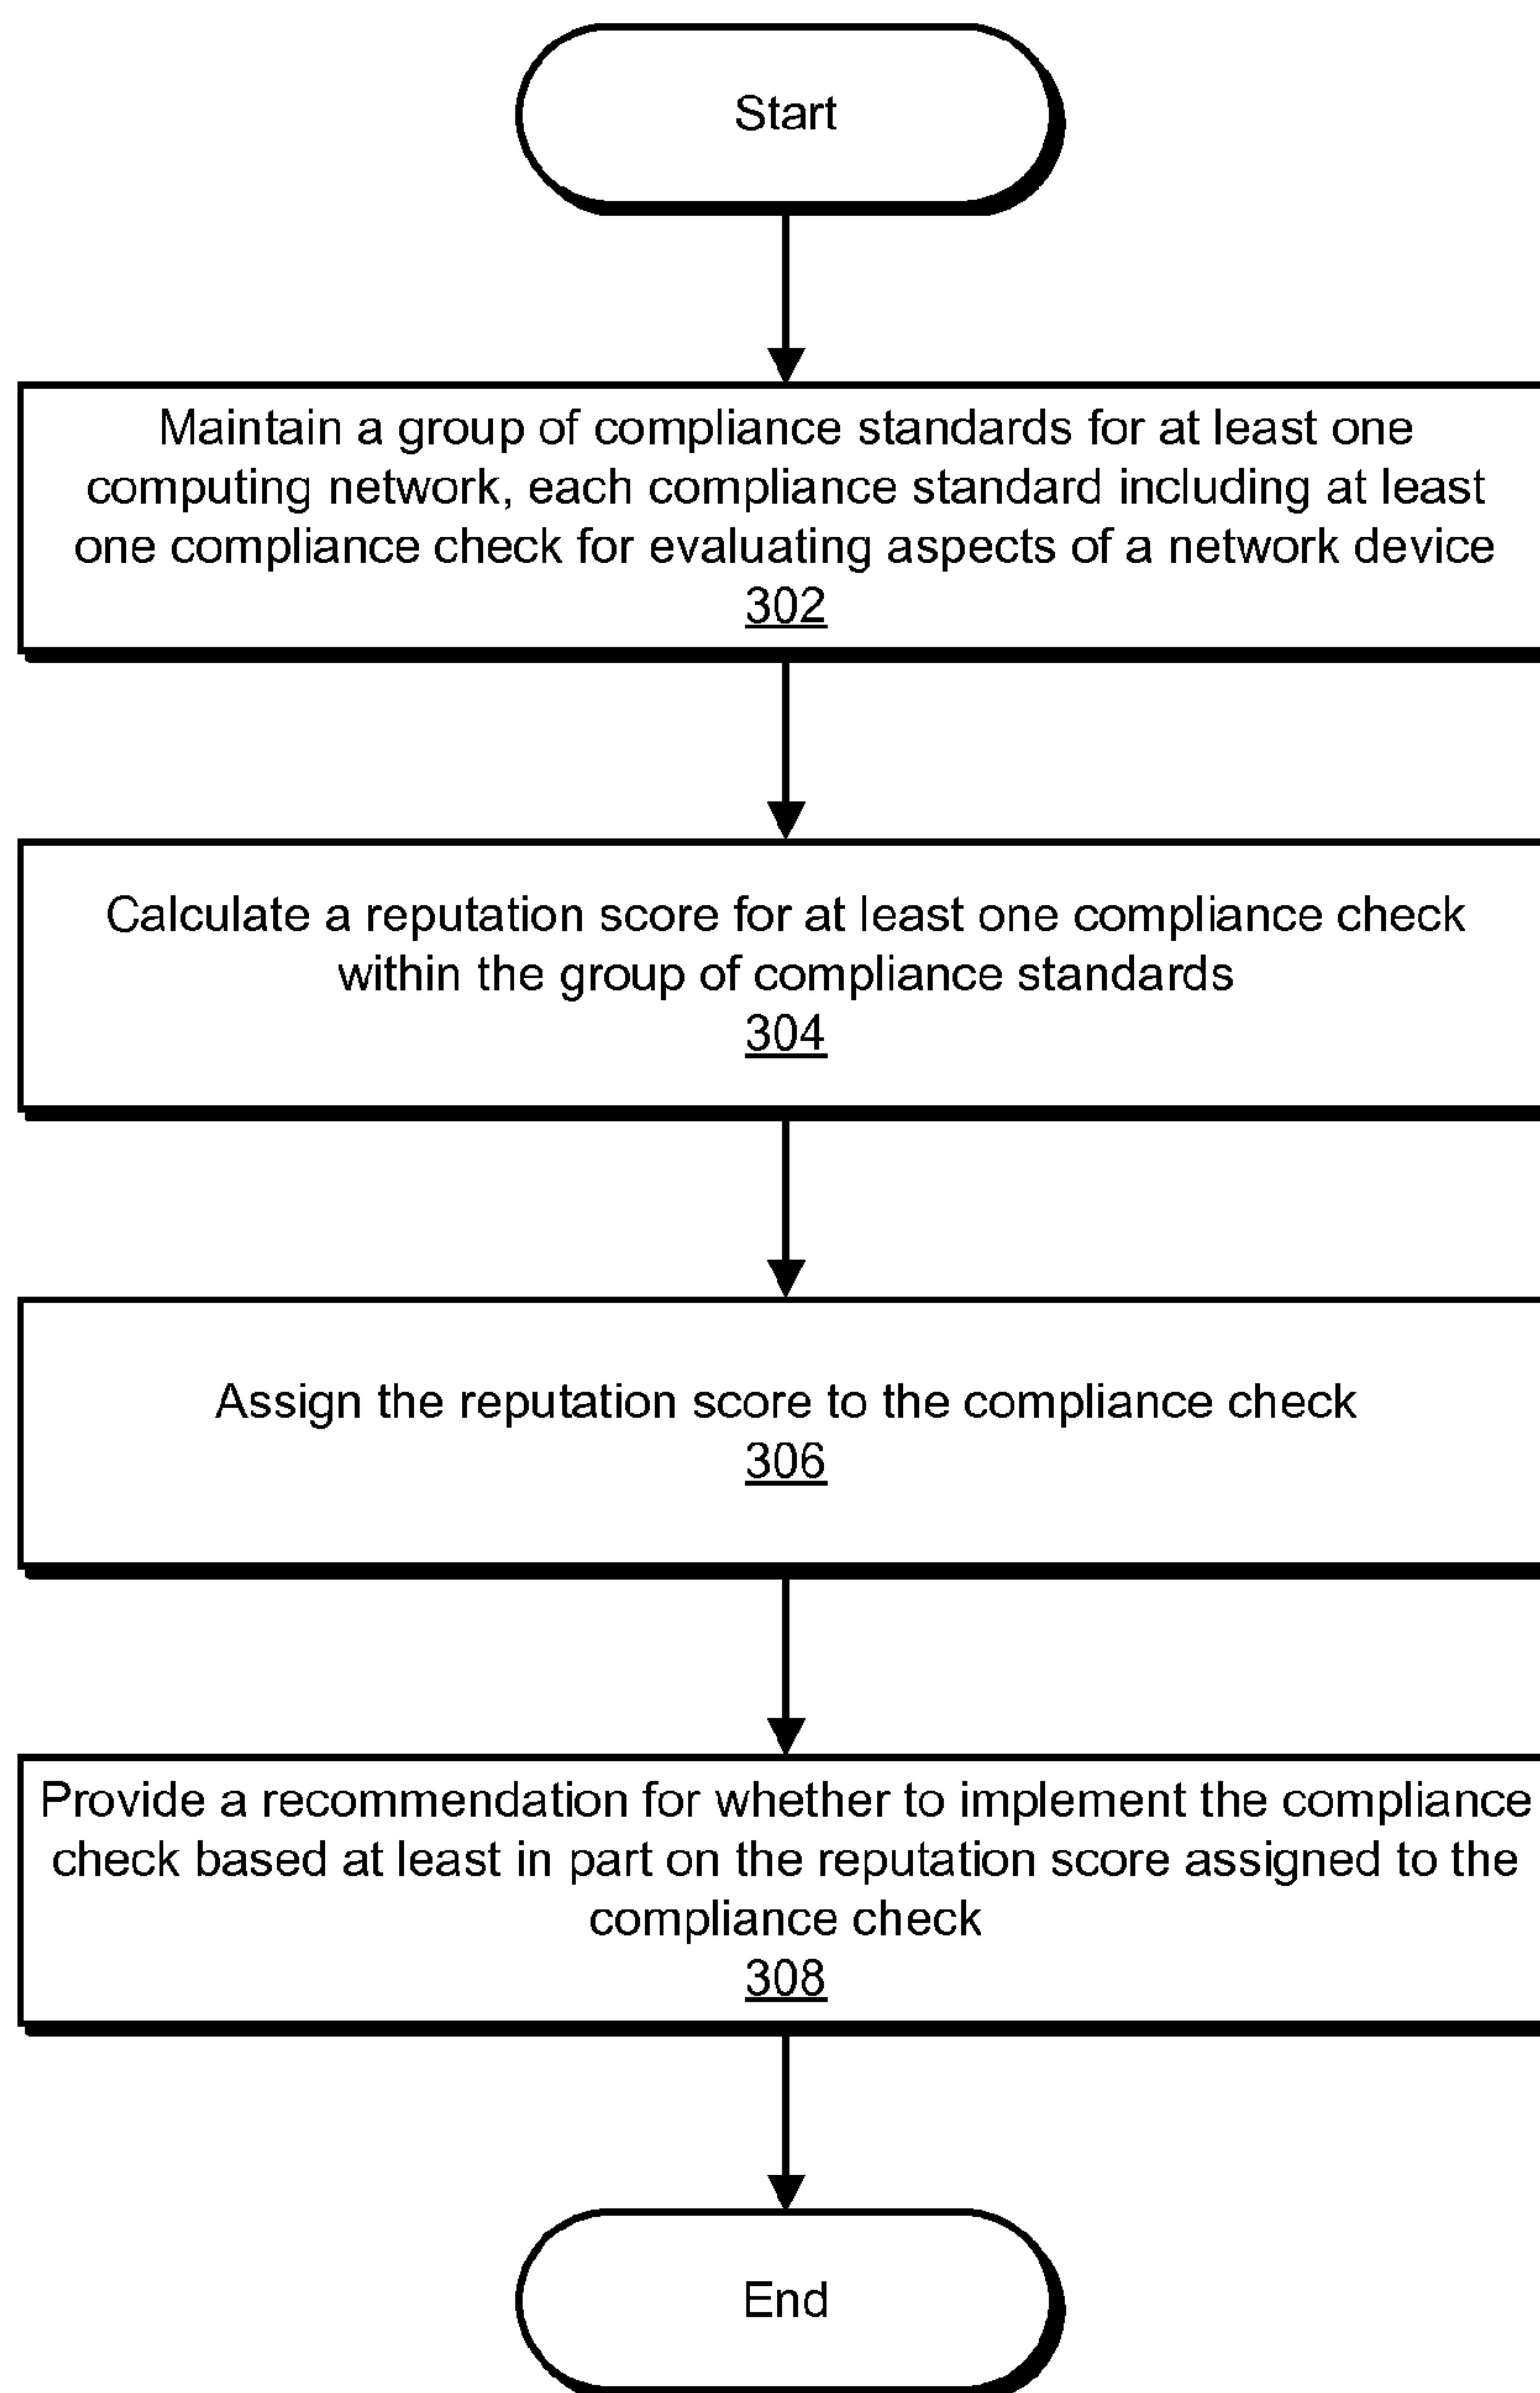 Start
Maintain a group of compliance standards for at least one
computing network, each compliance standard including at least
one compliance check for evaluating aspects of a network device
302
Calculate a reputation score for at least one compliance check
within the group of compliance standards
304
Assign the reputation score to the compliance check
306
Provide a recommendation for whether to implement the compliance
check based at least in part on the reputation score assigned to the
compliance check
308
End